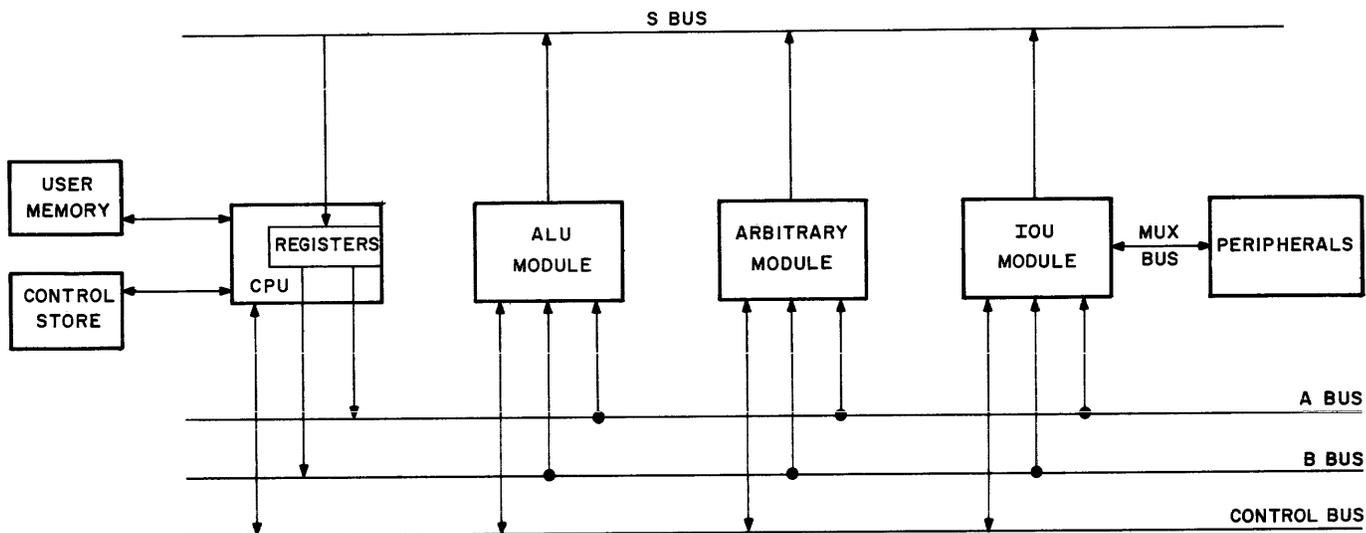 S BUS
USER
MEMORY
CONTROL
STORE
REGISTERS
CPU
ALU
MODULE
ARBITRARY
MODULE
IOU
MODULE
MUX
BUS
PERIPHERALS
A BUS
B BUS
CONTROL BUS